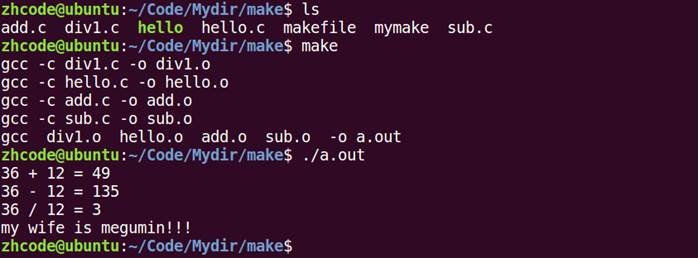 zhcode@ubuntu:~/Code/Mydir/make$ ls
add.c  div1.c  hello  hello.c  makefile  mymake  sub.c
zhcode@ubuntu:~/Code/Mydir/make$ make
gcc -c div1.c -o div1.o
gcc -c hello.c -o hello.o
gcc -c add.c -o add.o
gcc -c sub.c -o sub.o
gcc  div1.o  hello.o  add.o  sub.o  -o a.out
zhcode@ubuntu:~/Code/Mydir/make$ ./a.out
36 + 12 = 49
36 - 12 = 135
36 / 12 = 3
my wife is megumin!!!
zhcode@ubuntu:~/Code/Mydir/make$